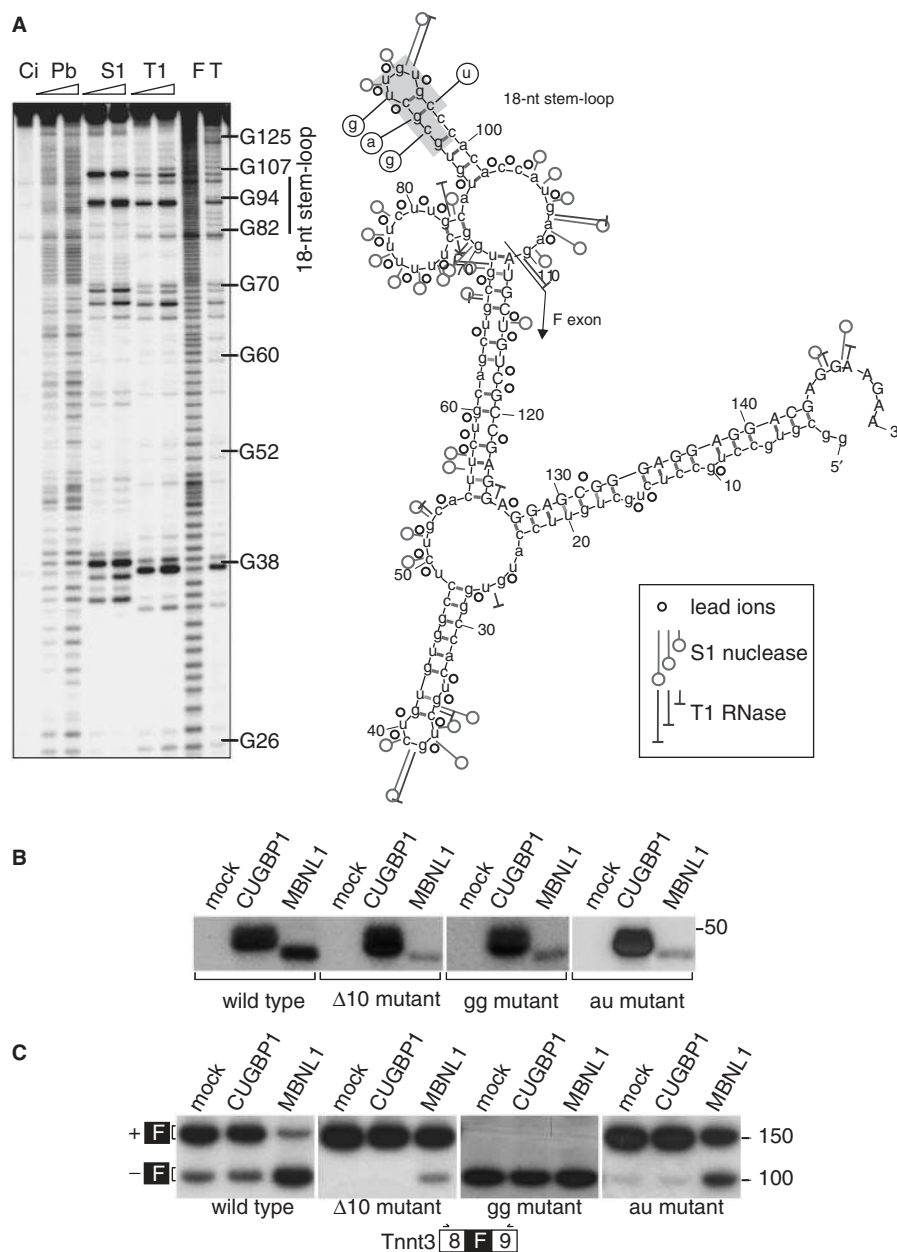 A
Ci Pb S1 T1 F T
G125
G107
G94
G82
G70
G60
G52
G38
G26
18-nt stem-loop
18-nt stem-loop
u
g
a
g
100
80
70
110
F exon
60
120
50
130
140
10
20
30
40
5′
3′
lead ions
S1 nuclease
T1 RNase
B
mock CUGBP1 MBNL1 mock CUGBP1 MBNL1 mock CUGBP1 MBNL1 mock CUGBP1 MBNL1
-50
wild type Δ10 mutant gg mutant au mutant
C
mock CUGBP1 MBNL1 mock CUGBP1 MBNL1 mock CUGBP1 MBNL1 mock CUGBP1 MBNL1
+ F
- 150
− F
- 100
wild type Δ10 mutant gg mutant au mutant
Tnnt3 8 F 9